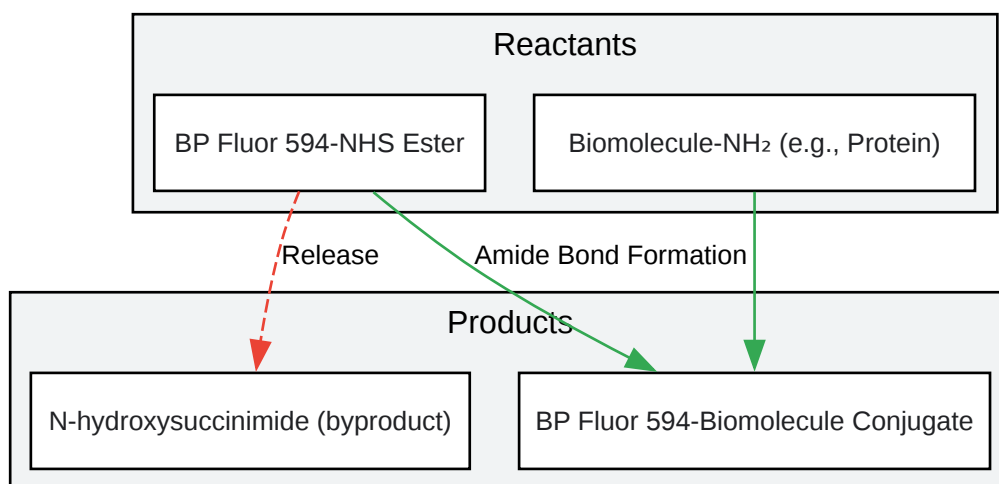 Reactants
BP Fluor 594-NHS Ester
Biomolecule-NH₂ (e.g., Protein)
Release
Amide Bond Formation
Products
N-hydroxysuccinimide (byproduct)
BP Fluor 594-Biomolecule Conjugate